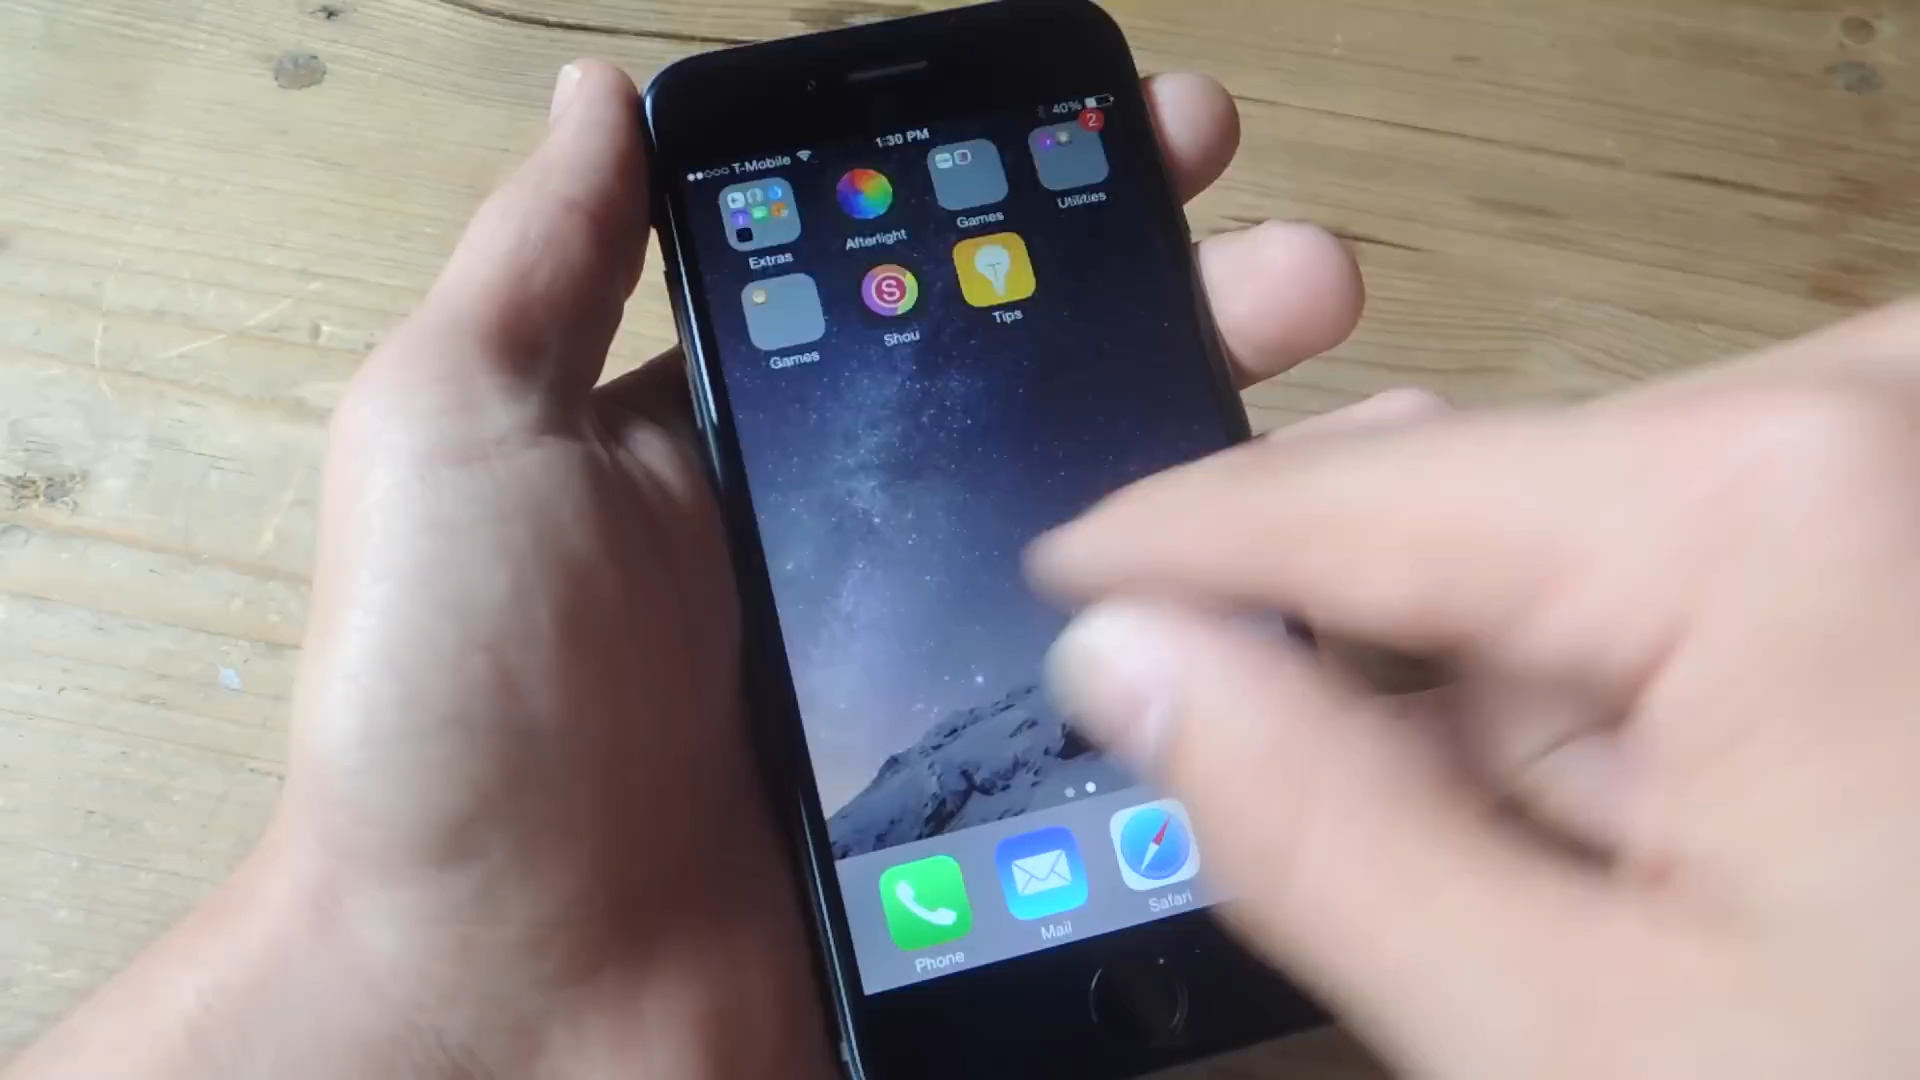 T-Mobile 1:30 PM 40%
2
Extras Afterlight Games Utilities
Games Shou Tips
S
T
Phone Mail Safari